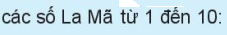 các số La Mã từ 1 đến 10: